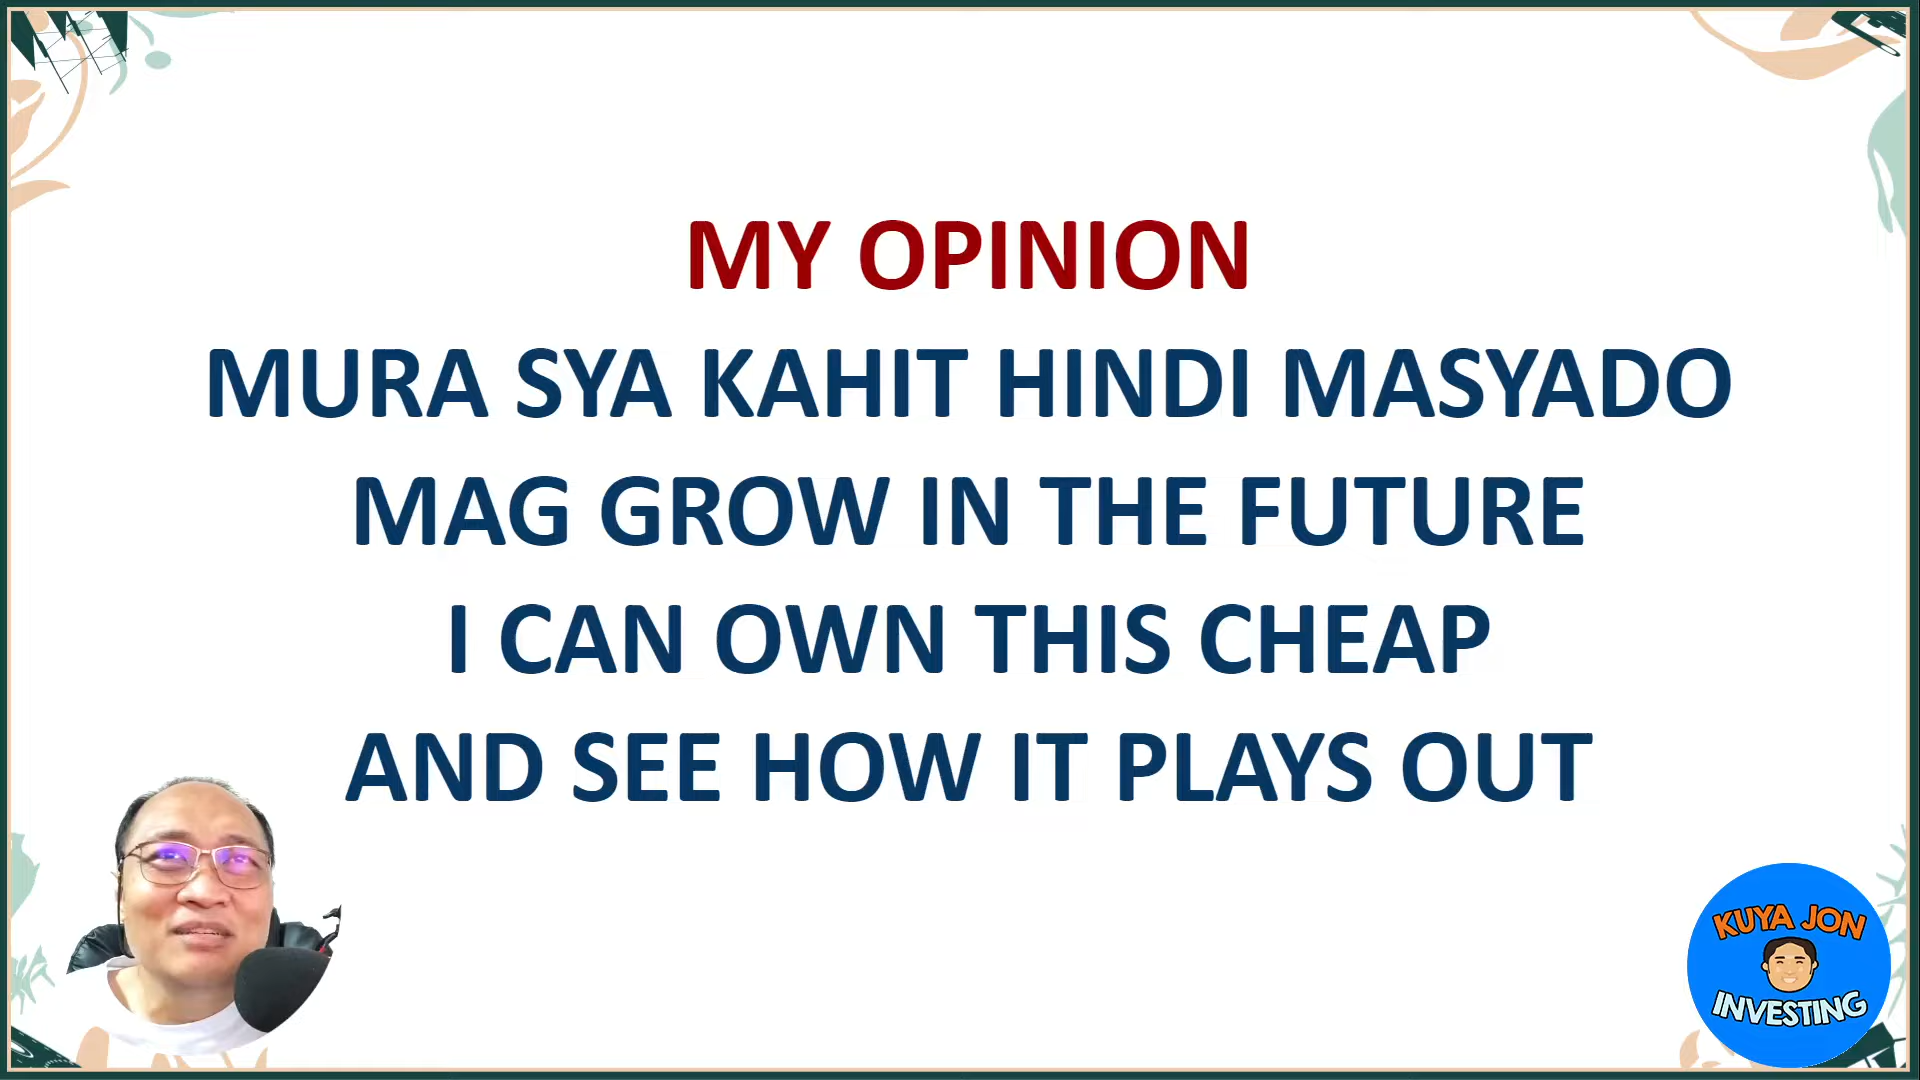 MY OPINION
MURA SYA KAHIT HINDI MASYADO
MAG GROW IN THE FUTURE
I CAN OWN THIS CHEAP
AND SEE HOW IT PLAYS OUT
KUYA JON
INVESTING